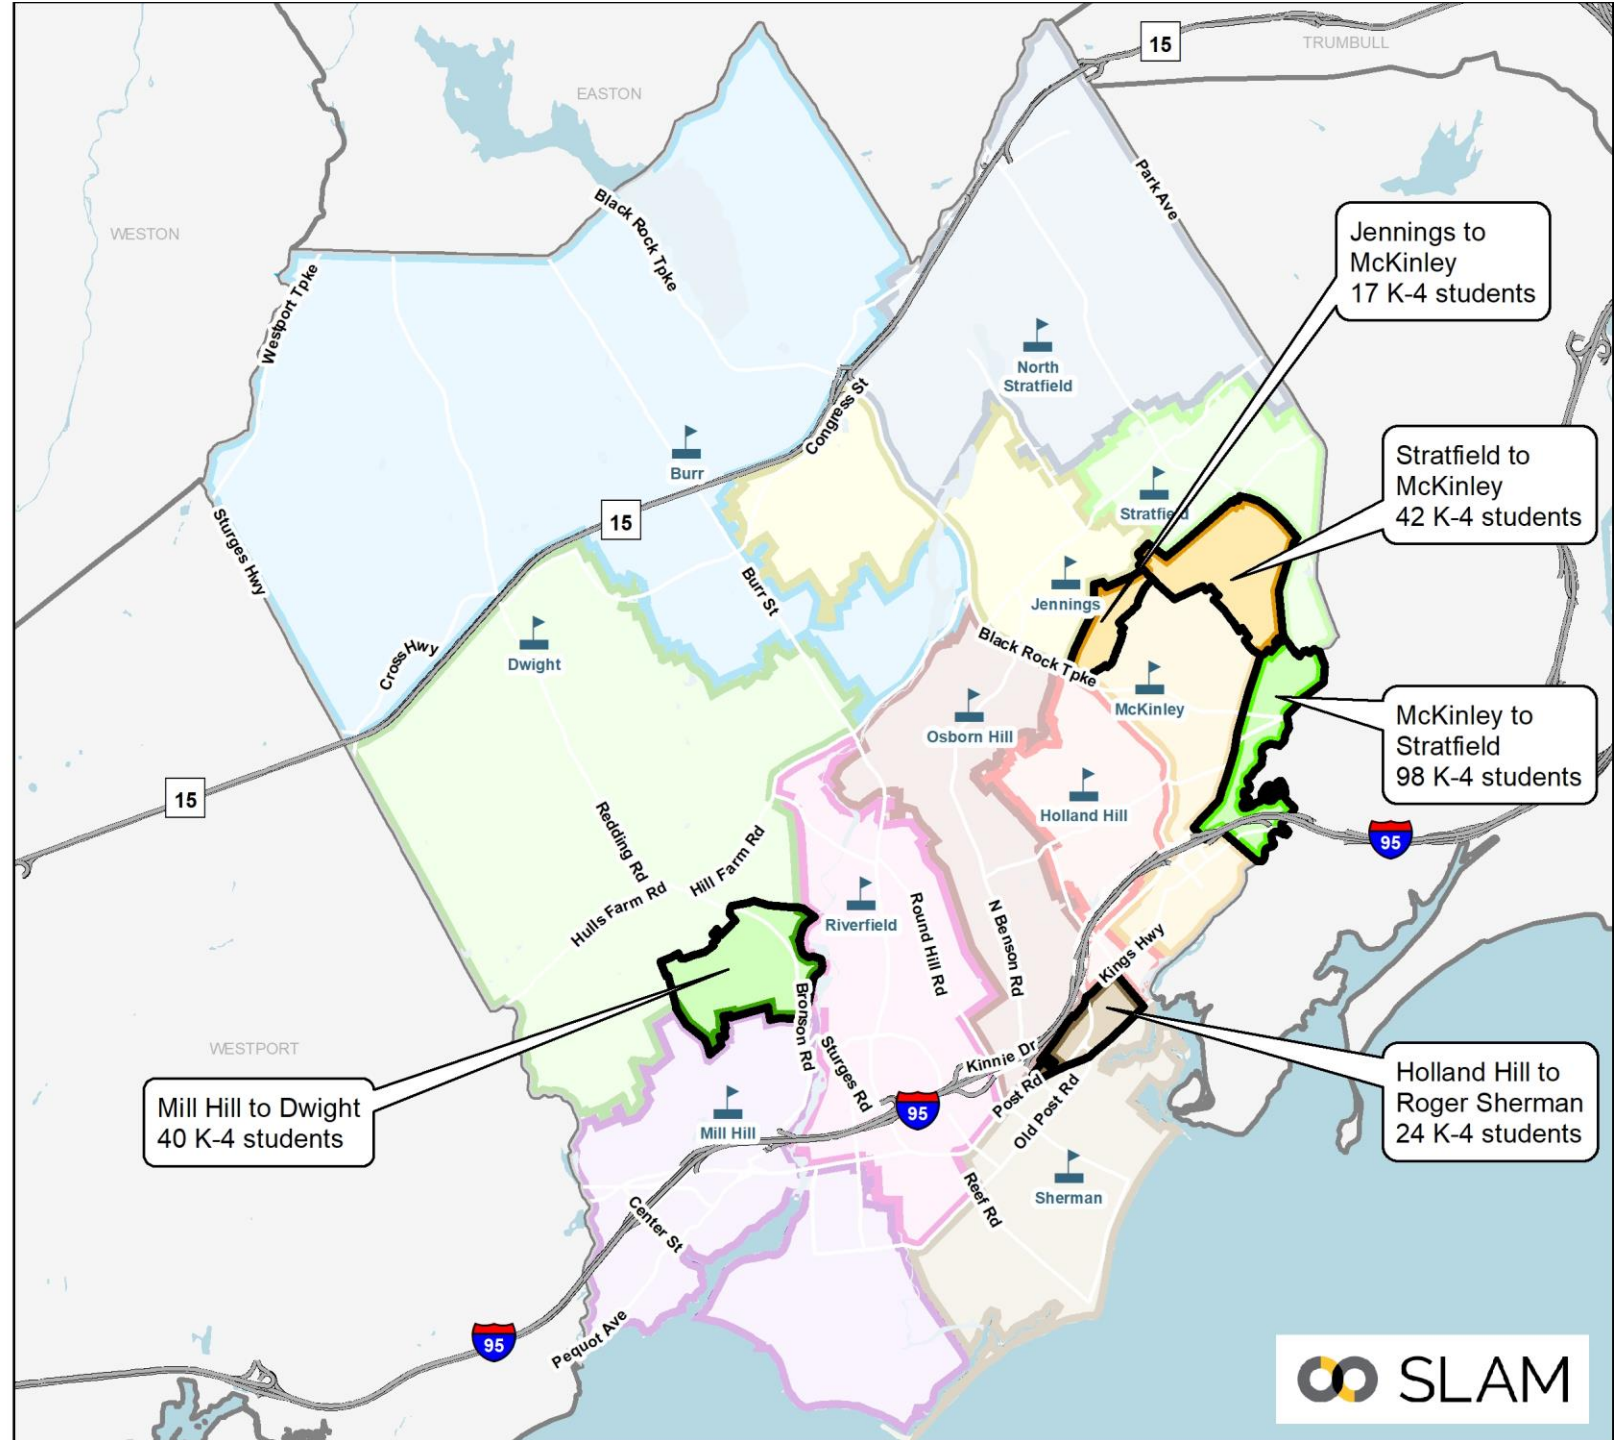 15
TRUMBULL
EASTON
Park Ave
Black Rock Tpke
WESTON
Jennings to
McKinley
17 K-4 students
Westport Tpke
North
Stratfield
Congress St
Burr
Stratfield to
McKinley
42 K-4 students
Stratfield
15
Sturges Hwy
Burr St
Jennings
Black Rock Tpke
Cross Hwy
Dwight
McKinley
Osborn Hill
McKinley to
Stratfield
98 K-4 students
15
Holland Hill
Redding Rd
Hill Farm Rd
95
Hulls Farm Rd
Riverfield
Round Hill Rd
N Benson Rd
Kings Hwy
Bronson Rd
WESTPORT
Sturges Rd
Kinnie Dr
Holland Hill to
Roger Sherman
24 K-4 students
Mill Hill to Dwight
40 K-4 students
Post Rd
Old Post Rd
95
Mill Hill
Sherman
Reef Rd
Center St
Pequot Ave
95
SLAM